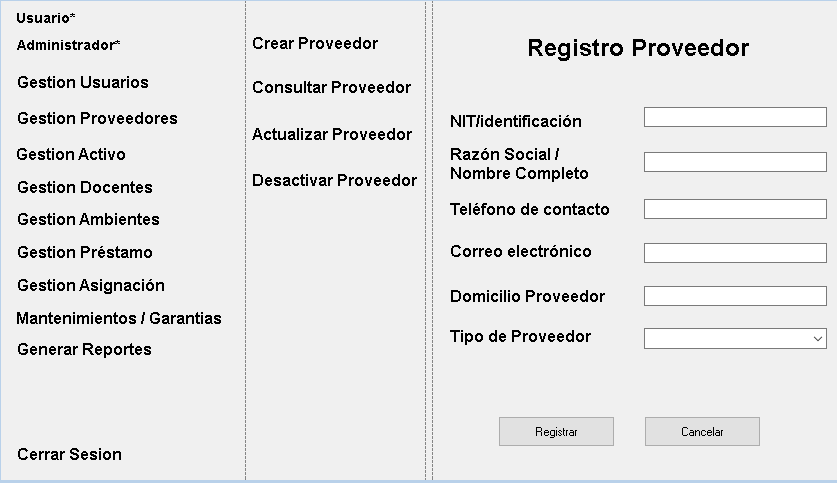 Usuario*
Administrador*
Gestion Usuarios
Gestion Proveedores
Gestion Activo
Gestion Docentes
Gestion Ambientes
Gestion Préstamo
Gestion Asignación
Mantenimientos / Garantias
Generar Reportes
Cerrar Sesion
Crear Proveedor
Consultar Proveedor
Actualizar Proveedor
Desactivar Proveedor
Registro Proveedor
NIT/identificación
Razón Social /
Nombre Completo
Teléfono de contacto
Correo electrónico
Domicilio Proveedor
Tipo de Proveedor
Registrar
Cancelar